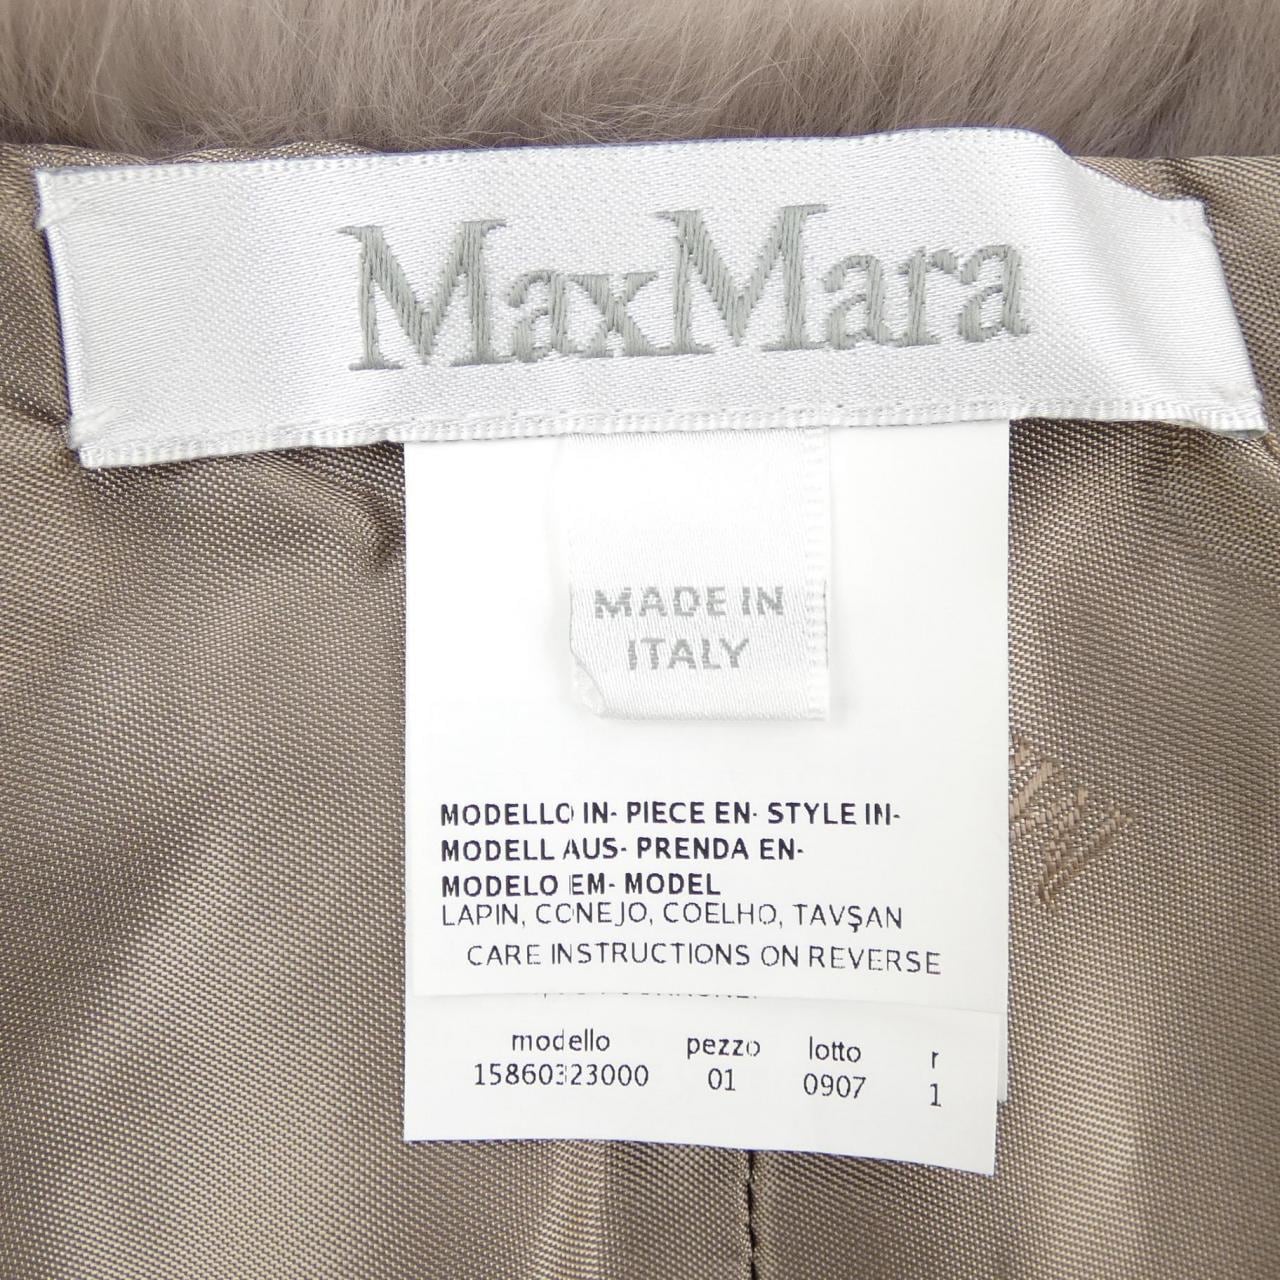 MaxMara
MADE IN
ITALY
MODELLO IN- PIECE EN- STYLE IN-
MODELL AUS- PRENDA EN-
MODELO EM- MODEL
LAPIN, CONEJO, COELHO, TAVŞAN
CARE INSTRUCTIONS ON REVERSE
modello pezzo lotto r
15860323000 01 0907 1